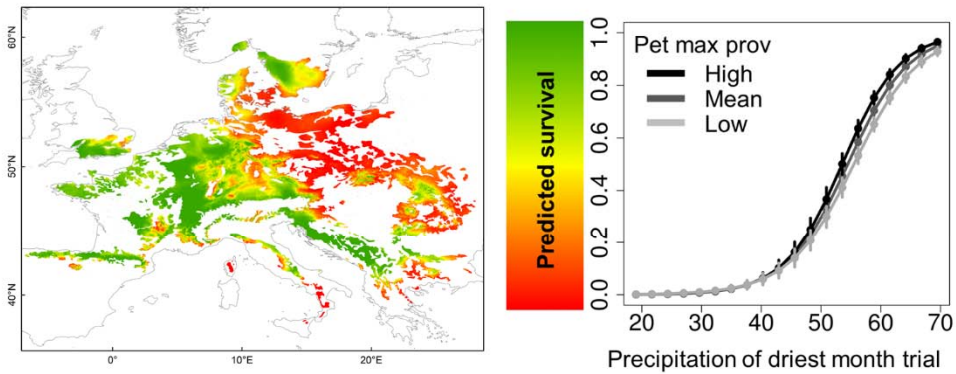 60°N
50°N
40°N
0°
10°E
20°E
Predicted survival
0.0 0.2 0.4 0.6 0.8 1.0
Pet max prov
High
Mean
Low
20 30 40 50 60 70
Precipitation of driest month trial